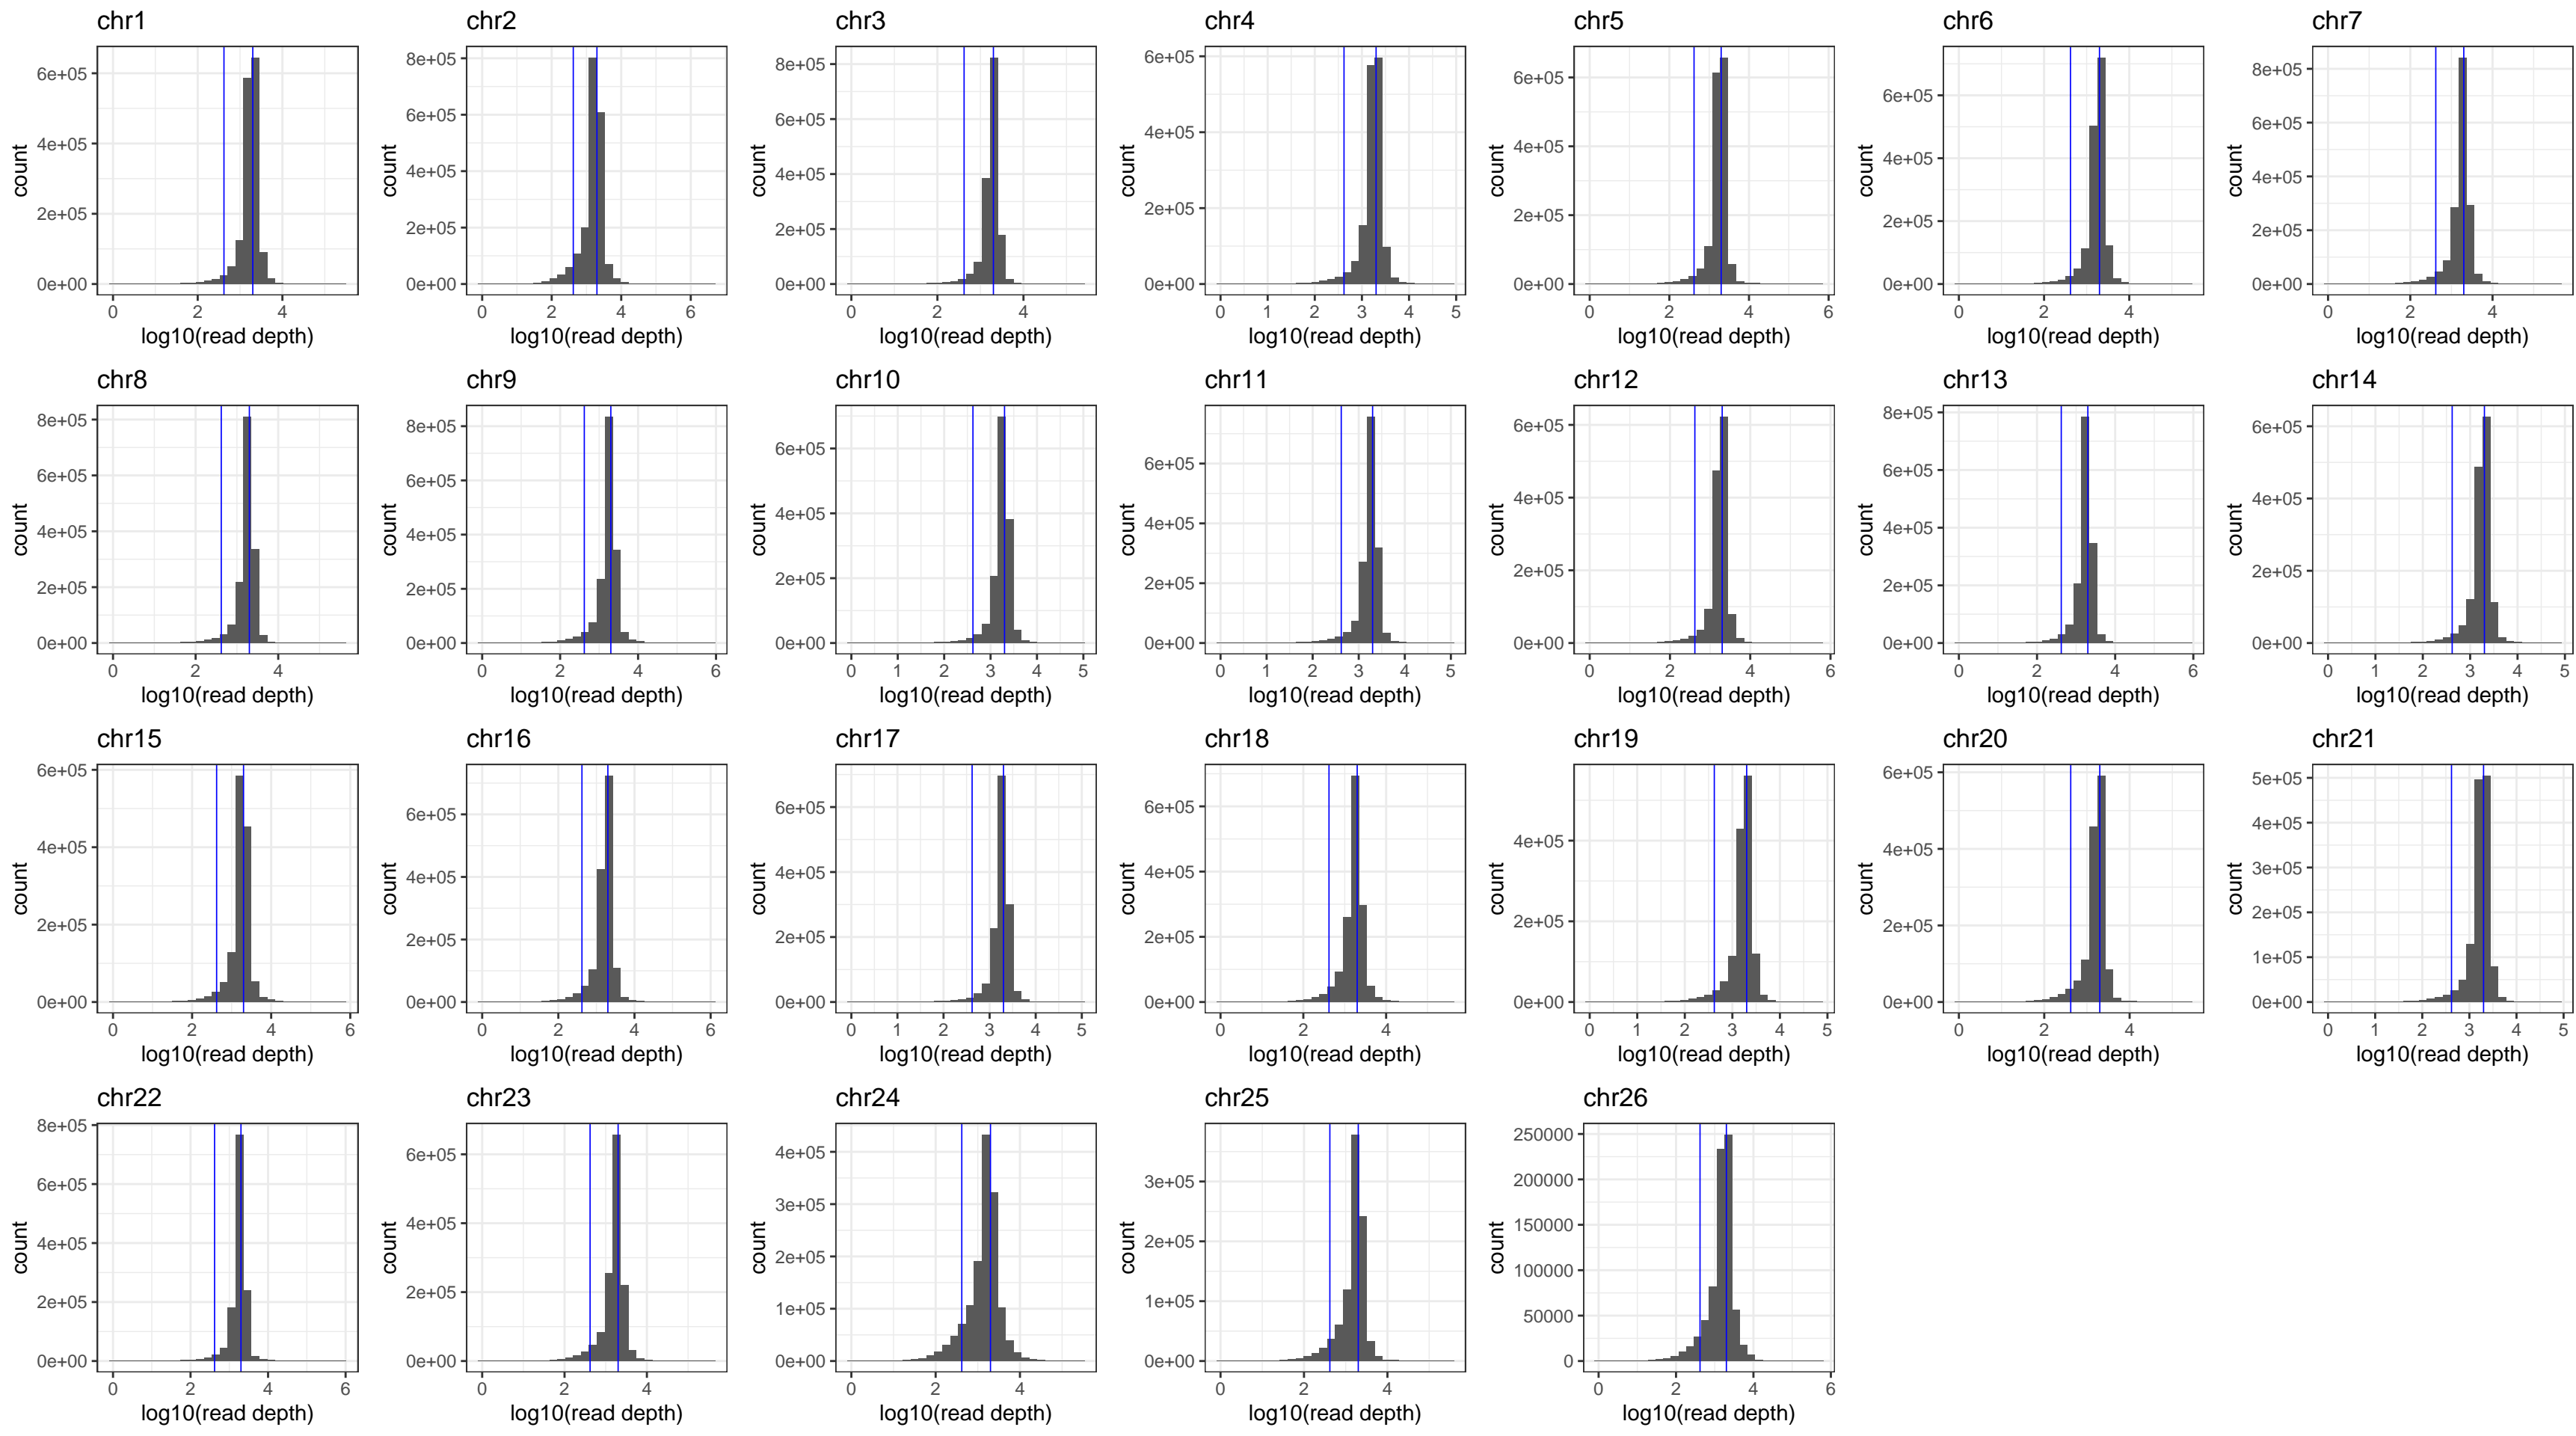 chr1 chr2 chr3 chr4 chr5 chr6 chr7
6e+05 8e+05 8e+05 6e+05 6e+05 6e+05 8e+05
4e+05 6e+05 6e+05 4e+05 4e+05 4e+05 6e+05
2e+05 4e+05 4e+05 2e+05 2e+05 2e+05 4e+05
0e+00 2e+05 2e+05 0e+00 0e+00 0e+00 2e+05
0e+00 0e+00 0e+00
count count count count count count count
0 2 4 0 2 4 6 0 2 4 0 1 2 3 4 5 0 2 4 6 0 2 4 0 2 4
log10(read depth) log10(read depth) log10(read depth) log10(read depth) log10(read depth) log10(read depth) log10(read depth)
chr8 chr9 chr10 chr11 chr12 chr13 chr14
8e+05 8e+05 6e+05 6e+05 6e+05 8e+05 6e+05
6e+05 6e+05 4e+05 4e+05 4e+05 6e+05 4e+05
4e+05 4e+05 2e+05 2e+05 2e+05 4e+05 2e+05
2e+05 2e+05 0e+00 0e+00 0e+00 2e+05 0e+00
0e+00 0e+00 0e+00
count count count count count count count
0 2 4 0 2 4 6 0 1 2 3 4 5 0 1 2 3 4 5 0 2 4 6 0 2 4 6 0 1 2 3 4 5
log10(read depth) log10(read depth) log10(read depth) log10(read depth) log10(read depth) log10(read depth) log10(read depth)
chr15 chr16 chr17 chr18 chr19 chr20 chr21
6e+05 6e+05 6e+05 6e+05 4e+05 6e+05 5e+05
4e+05 4e+05 4e+05 4e+05 2e+05 4e+05 4e+05
2e+05 2e+05 2e+05 2e+05 0e+00 2e+05 3e+05
0e+00 0e+00 0e+00 0e+00 0e+00 2e+05
1e+05
0e+00
count count count count count count count
0 2 4 6 0 2 4 6 0 1 2 3 4 5 0 2 4 0 1 2 3 4 5 0 2 4 0 1 2 3 4 5
log10(read depth) log10(read depth) log10(read depth) log10(read depth) log10(read depth) log10(read depth) log10(read depth)
chr22 chr23 chr24 chr25 chr26
8e+05 6e+05 4e+05 3e+05 250000
6e+05 4e+05 3e+05 2e+05 200000
4e+05 2e+05 2e+05 1e+05 150000
2e+05 0e+00 1e+05 0e+00 100000
0e+00 0e+00 50000
0
count count count count count
0 2 4 6 0 2 4 0 2 4 0 2 4 0 2 4 6
log10(read depth) log10(read depth) log10(read depth) log10(read depth) log10(read depth)